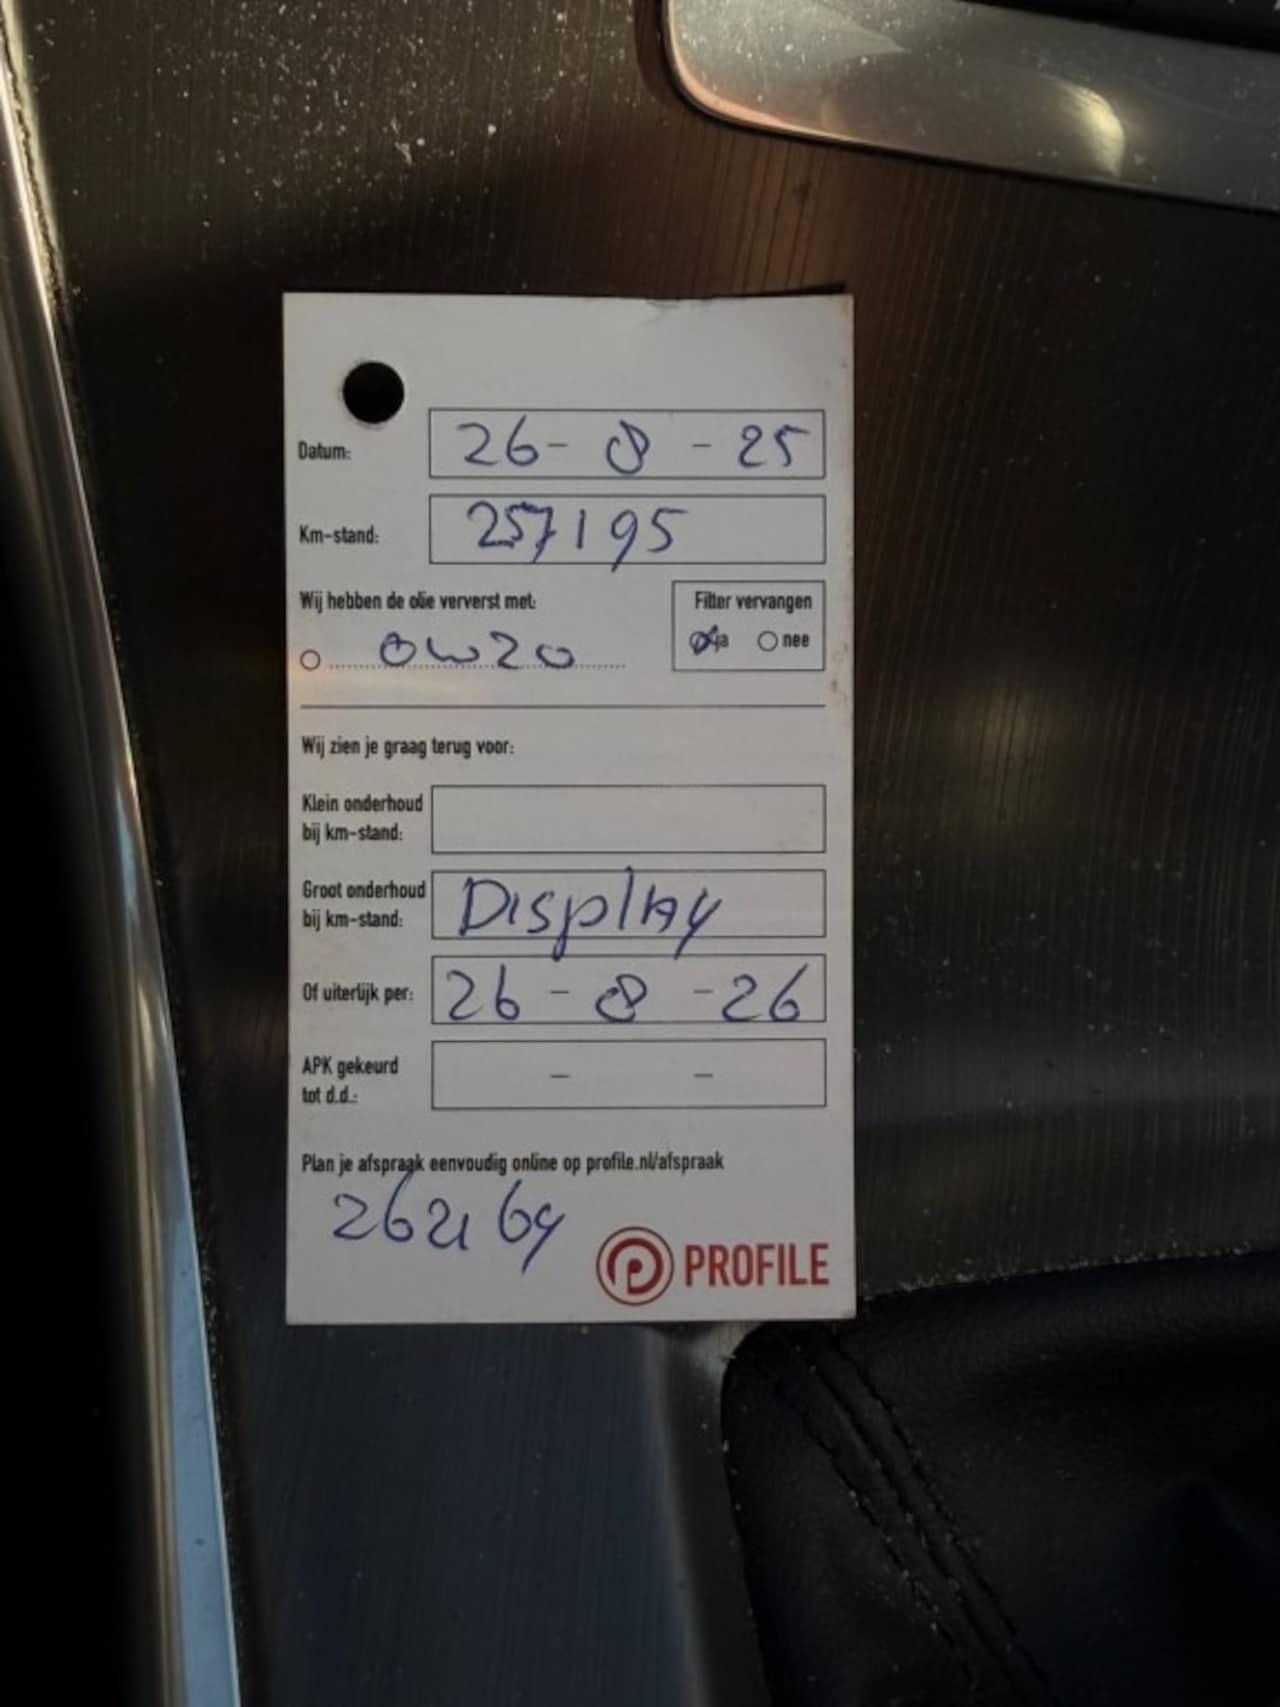 Datum: 26 - 8 - 25
Km-stand: 257195
Wij hebben de olie ververst met:
0W20
Filter vervangen
ja nee
Wij zien je graag terug voor:
Klein onderhoud
bij km-stand:
Groot onderhoud
bij km-stand: Display
Of uiterlijk per: 26 - 8 - 26
APK gekeurd
tot d.d.: - -
Plan je afspraak eenvoudig online op profile.nl/afspraak
PROFILE